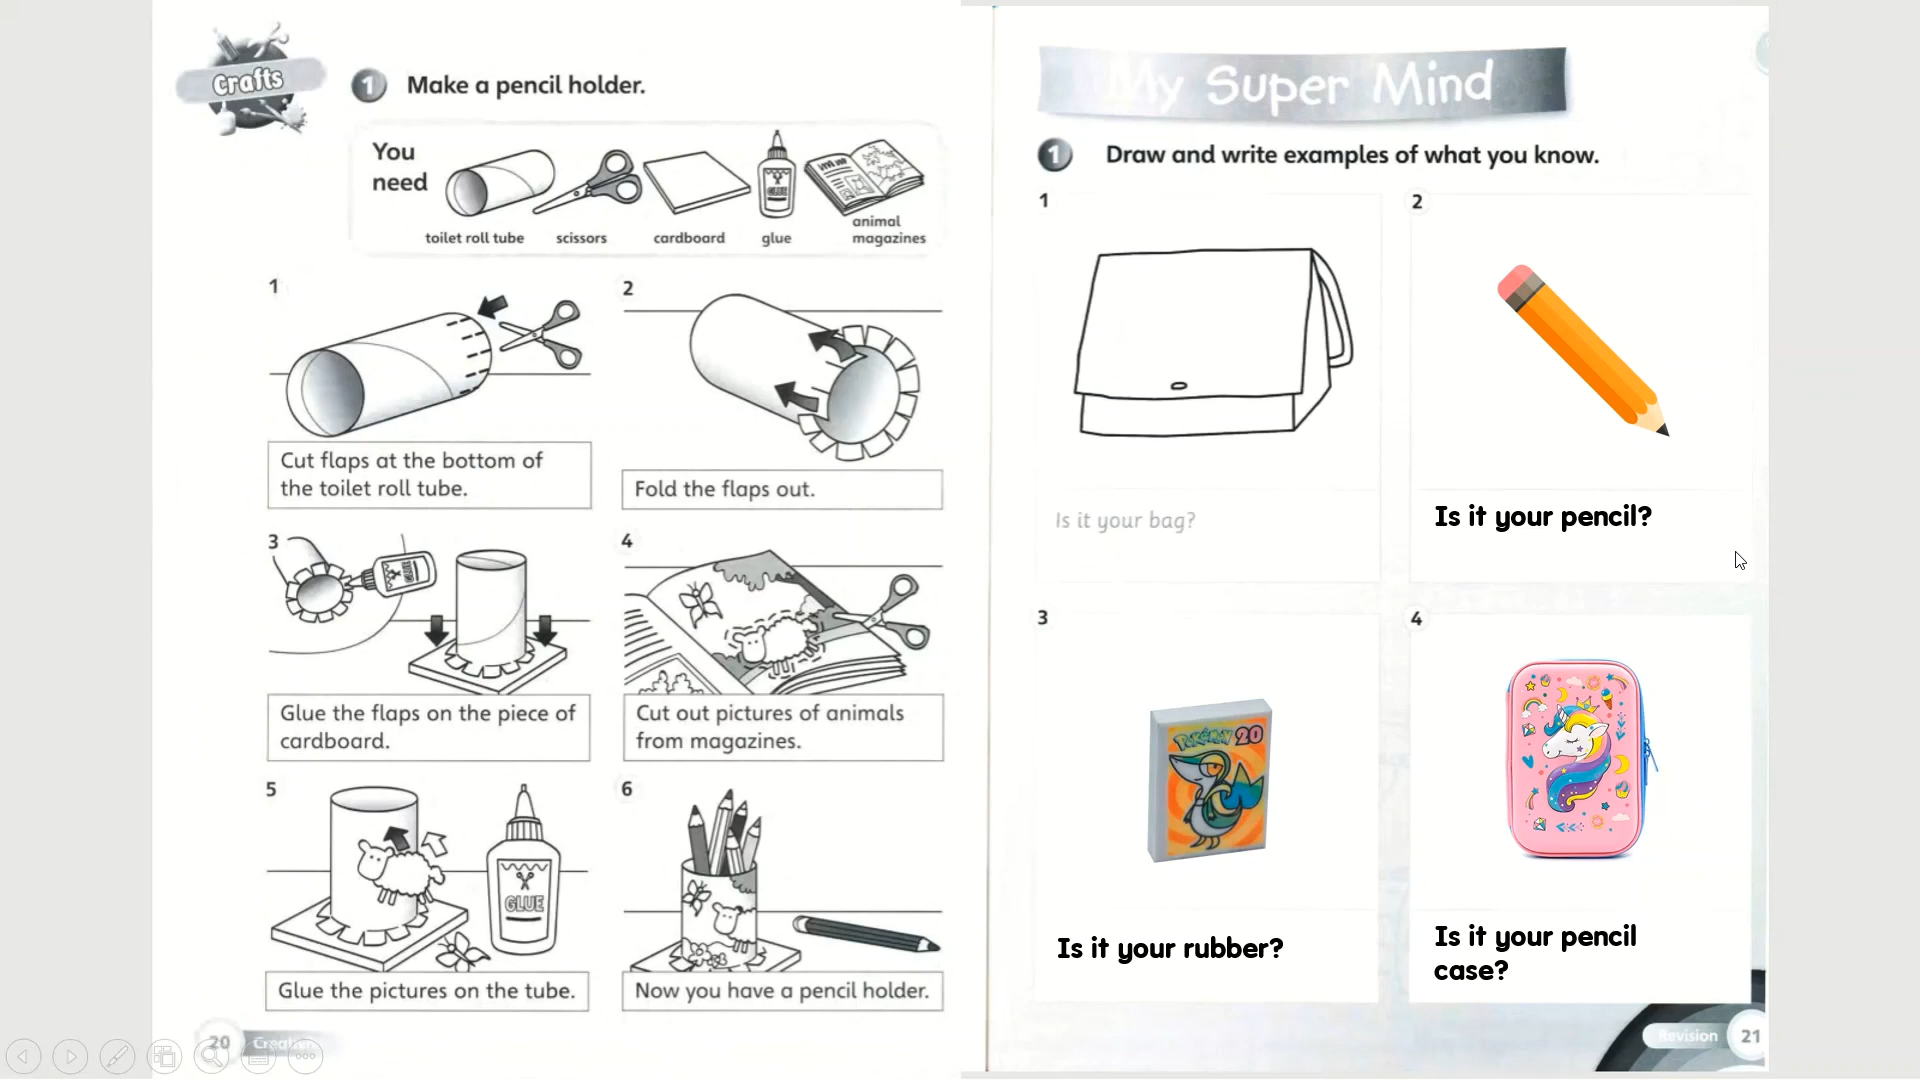 Crafts
1 Make a pencil holder.
You
need
toilet roll tube
scissors
cardboard
GLUE
glue
animal
magazines
1
Cut flaps at the bottom of
the toilet roll tube.
2
Fold the flaps out.
3
GLUE
Glue the flaps on the piece of
cardboard.
4
Cut out pictures of animals
from magazines.
5
GLUE
Glue the pictures on the tube.
6
Now you have a pencil holder.
20
My Super Mind
1 Draw and write examples of what you know.
1
Is it your bag?
2
Is it your pencil?
3
POKéMON 20
Is it your rubber?
4
Is it your pencil
case?
Revision 21